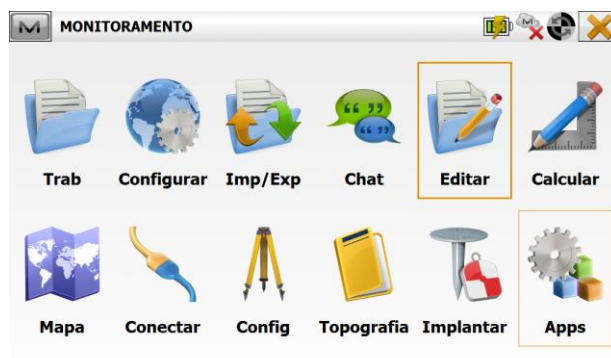 MONITORAMENTO
Trab Configurar Imp/Exp Chat Editar Calcular
Mapa Conectar Config Topografia Implantar Apps